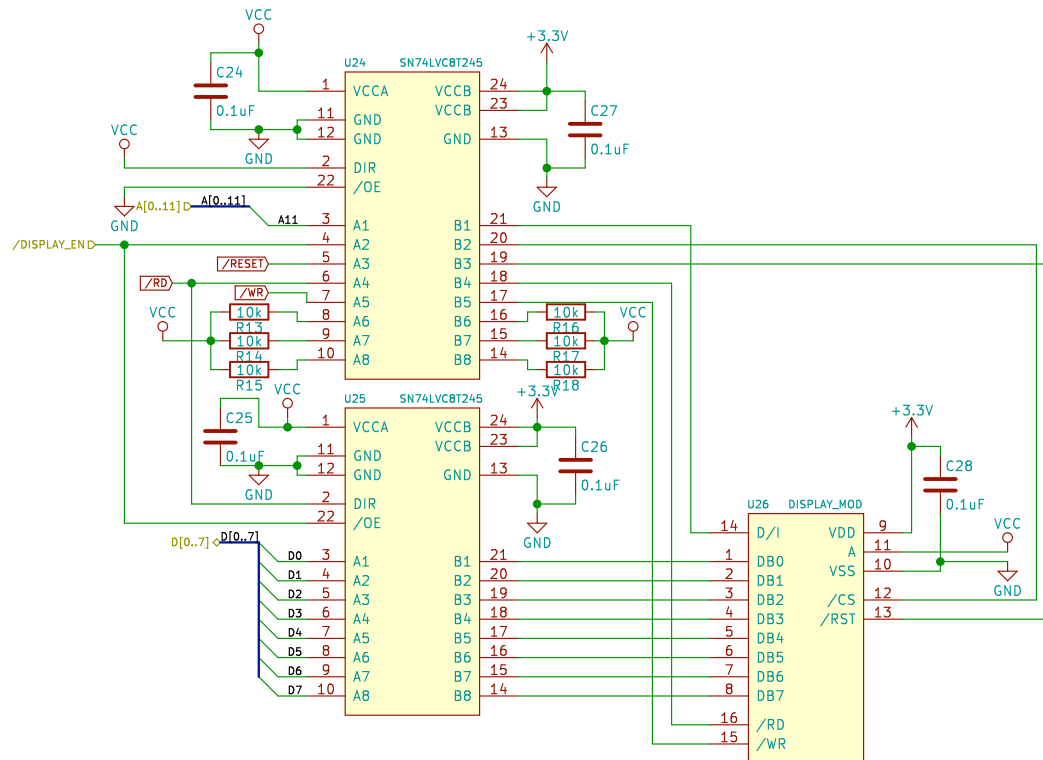 VCC
+3.3V
U24 SN74LVC8T245
C24
0.1uF
1 VCCA VCCB 24
VCCB 23
C27
0.1uF
11 GND
12 GND GND 13
GND
VCC
2 DIR
22 /OE
GND
GND
A[0..11] A[0..11]
A11 3 A1 B1 21
/DISPLAY_EN 4 A2 B2 20
/RESET 5 A3 B3 19
/RD 6 A4 B4 18
/WR 7 A5 B5 17
VCC 10k 8 A6 B6 16 10k VCC
R13 R16
10k 9 A7 B7 15 10k
R14 R17
10k 10 A8 B8 14 10k
R15 R18
VCC
+3.3V
U25 SN74LVC8T245
C25
0.1uF
1 VCCA VCCB 24
VCCB 23
C26
0.1uF
11 GND
12 GND GND 13
GND
2 DIR
22 /OE
GND
D[0..7] D[0..7]
D0 3 A1 B1 21
D1 4 A2 B2 20
D2 5 A3 B3 19
D3 6 A4 B4 18
D4 7 A5 B5 17
D5 8 A6 B6 16
D6 9 A7 B7 15
D7 10 A8 B8 14
+3.3V
C28
0.1uF
U26 DISPLAY_MOD
14 D/I VDD 9
VCC
A 11
1 DB0 VSS 10
GND
2 DB1
3 DB2 /CS 12
4 DB3 /RST 13
5 DB4
6 DB5
7 DB6
8 DB7
16 /RD
15 /WR